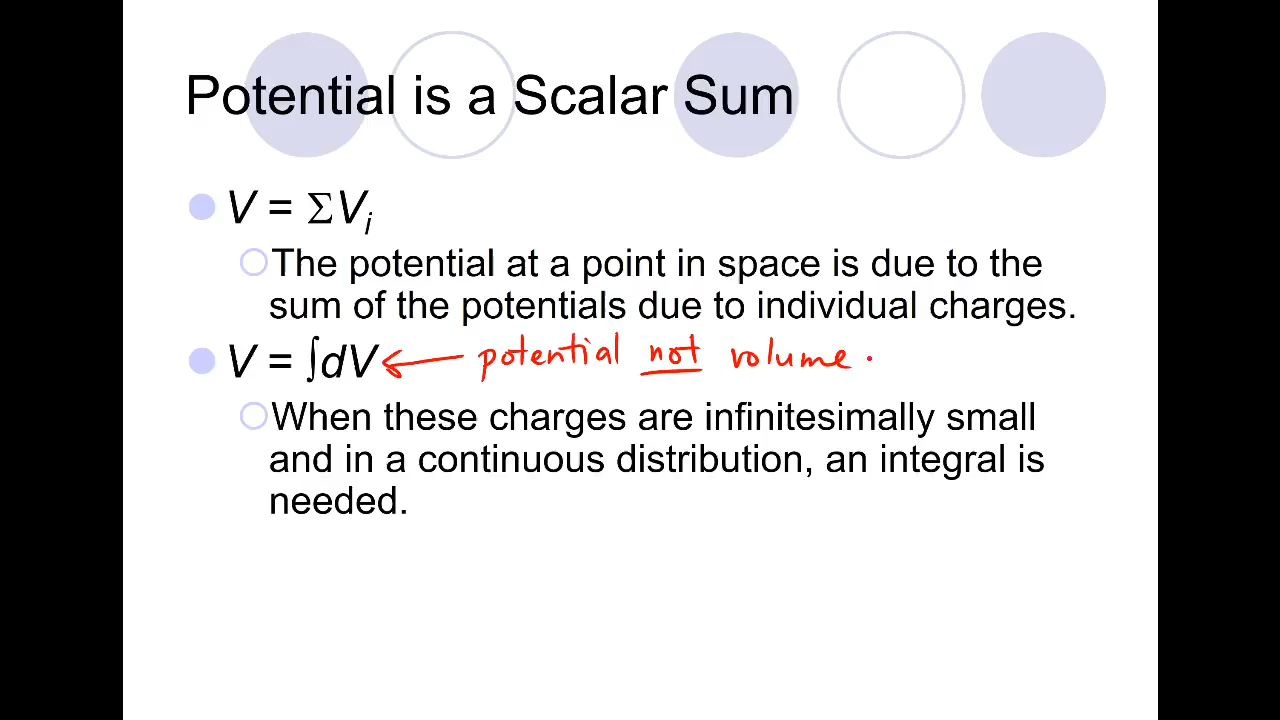 Potential is a Scalar Sum
V = ΣVᵢ
The potential at a point in space is due to the
sum of the potentials due to individual charges.
V = ∫dV ← potential not volume.
When these charges are infinitesimally small
and in a continuous distribution, an integral is
needed.